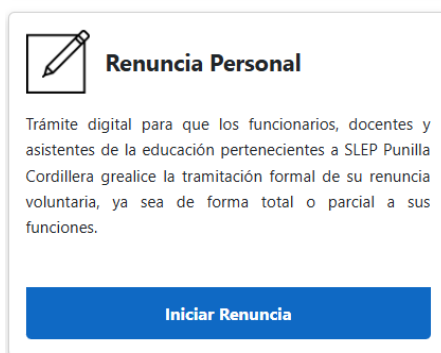 Renuncia Personal
Trámite digital para que los funcionarios, docentes y
asistentes de la educación pertenecientes a SLEP Punilla
Cordillera grealice la tramitación formal de su renuncia
voluntaria, ya sea de forma total o parcial a sus
funciones.
Iniciar Renuncia